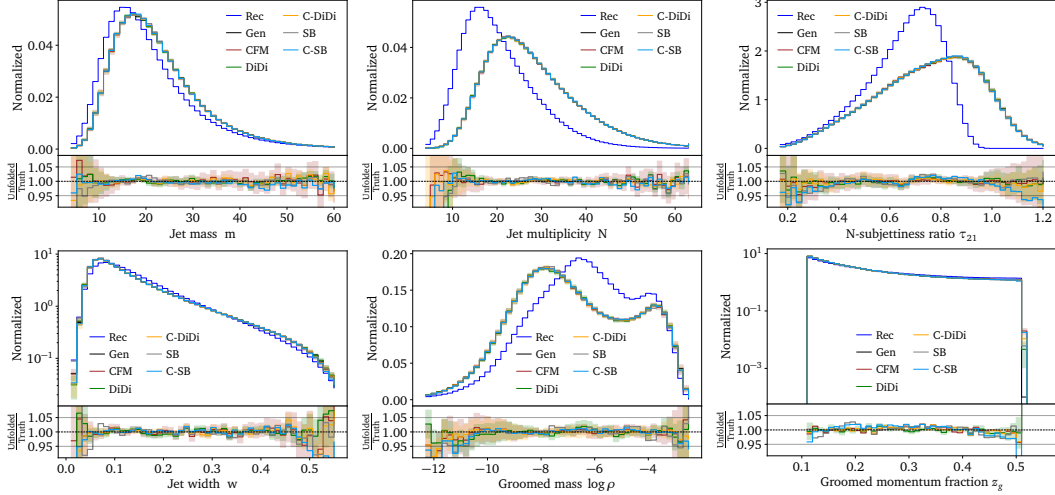 Normalized
0.04
0.02
0.00
Rec
Gen
CFM
DiDi
C-DiDi
SB
C-SB
Unfolded
Truth
1.05
1.00
0.95
10 20 30 40 50 60
Jet mass m
Normalized
0.04
0.02
0.00
Rec
Gen
CFM
DiDi
C-DiDi
SB
C-SB
Unfolded
Truth
1.05
1.00
0.95
10 20 30 40 50 60
Jet multiplicity N
Normalized
3
2
1
0
Rec
Gen
CFM
DiDi
C-DiDi
SB
C-SB
Unfolded
Truth
1.05
1.00
0.95
0.2 0.4 0.6 0.8 1.0 1.2
N-subjettiness ratio τ₂₁
Normalized
10¹
10⁰
10⁻¹
Rec
Gen
CFM
DiDi
C-DiDi
SB
C-SB
Unfolded
Truth
1.05
1.00
0.95
0.0 0.1 0.2 0.3 0.4 0.5
Jet width w
Normalized
0.20
0.15
0.10
0.05
0.00
Rec
Gen
CFM
DiDi
C-DiDi
SB
C-SB
Unfolded
Truth
1.05
1.00
0.95
−12 −10 −8 −6 −4
Groomed mass log ρ
Normalized
10¹
10⁻¹
10⁻³
Rec
Gen
CFM
DiDi
C-DiDi
SB
C-SB
Unfolded
Truth
1.05
1.00
0.95
0.1 0.2 0.3 0.4 0.5
Groomed momentum fraction z_g